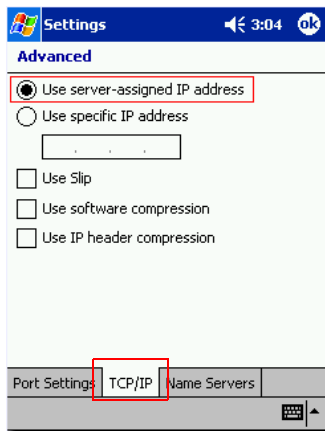 Settings 3:04 ok
Advanced
Use server-assigned IP address
Use specific IP address
. . .
Use Slip
Use software compression
Use IP header compression
Port Settings TCP/IP Name Servers